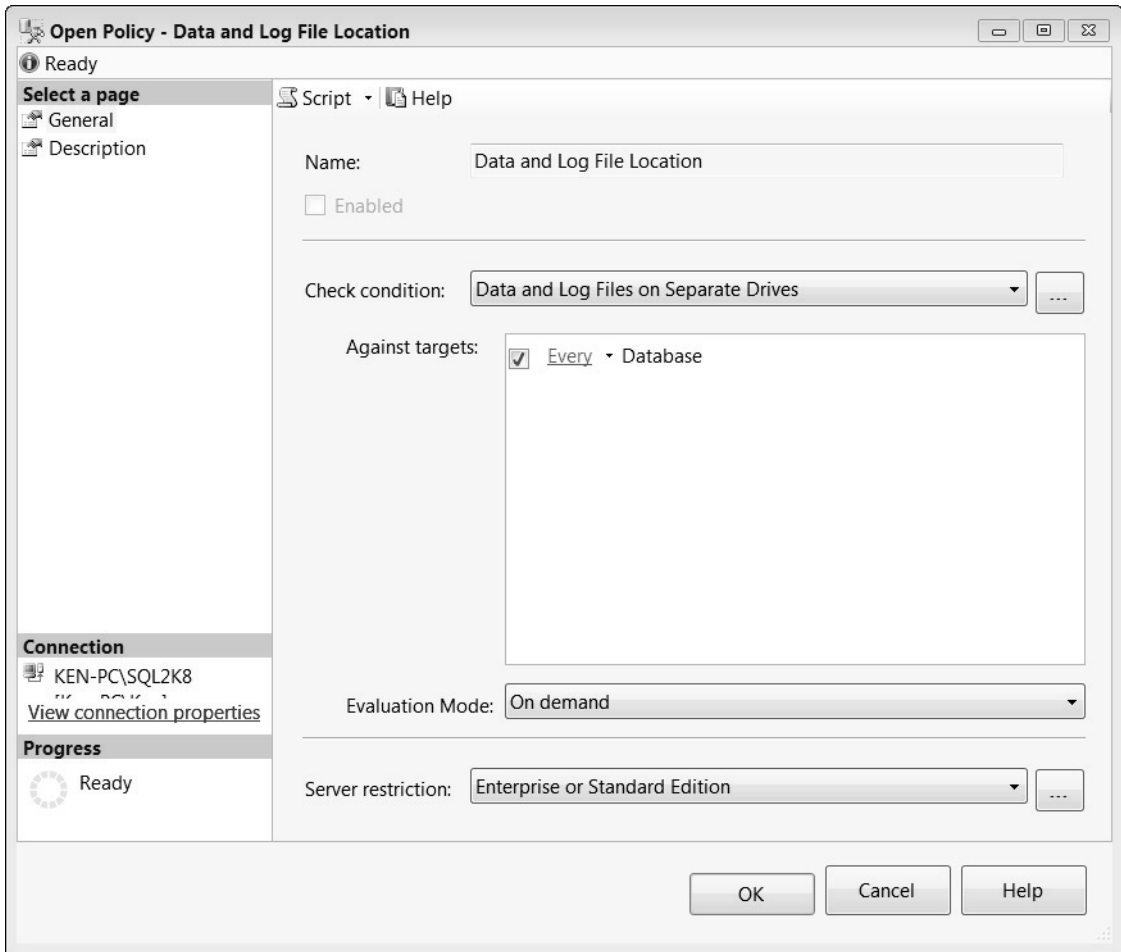 Open Policy - Data and Log File Location
Ready
Select a page
General
Description
Script Help
Name: Data and Log File Location
Enabled
Check condition: Data and Log Files on Separate Drives ...
Against targets: Every Database
Evaluation Mode: On demand
Server restriction: Enterprise or Standard Edition ...
Connection
KEN-PC\SQL2K8
View connection properties
Progress
Ready
OK Cancel Help